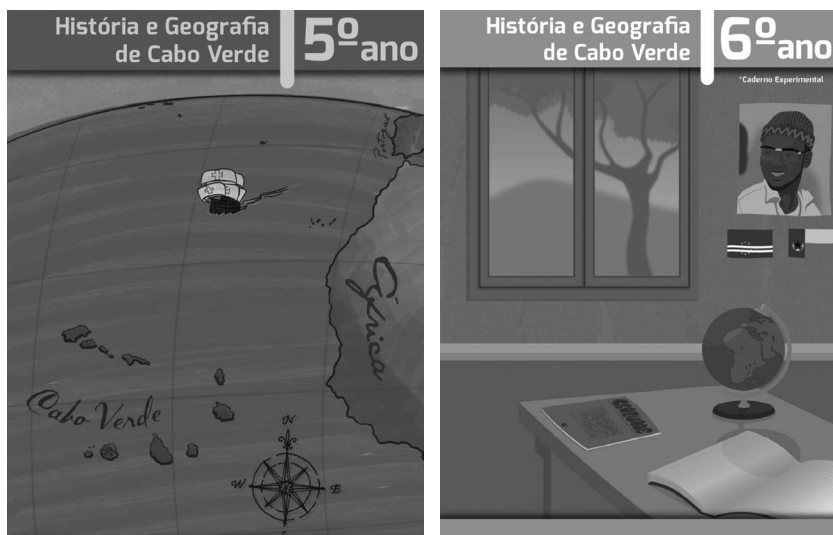 História e Geografia
de Cabo Verde
5º ano
Portugal
África
Cabo Verde
N
W
B
S
História e Geografia
de Cabo Verde
6º ano
*Caderno Experimental